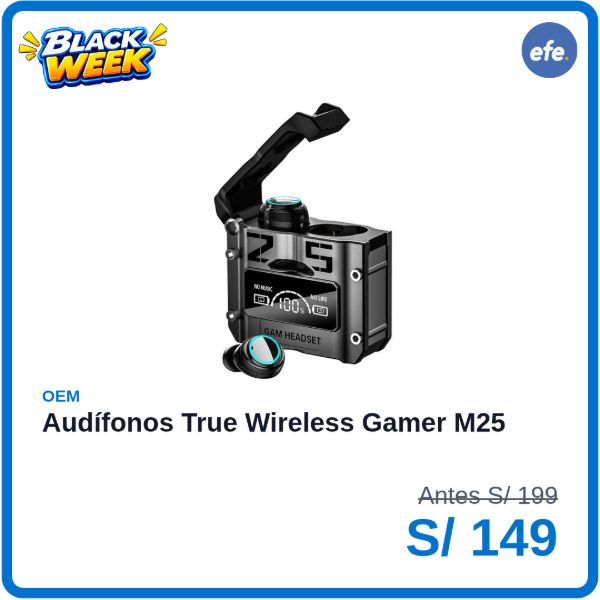 BLACK
WEEK
efe.
25
NO MUSIC
NO LIFE
100%
GAM HEADSET
OEM
Audífonos True Wireless Gamer M25
Antes S/ 199
S/ 149